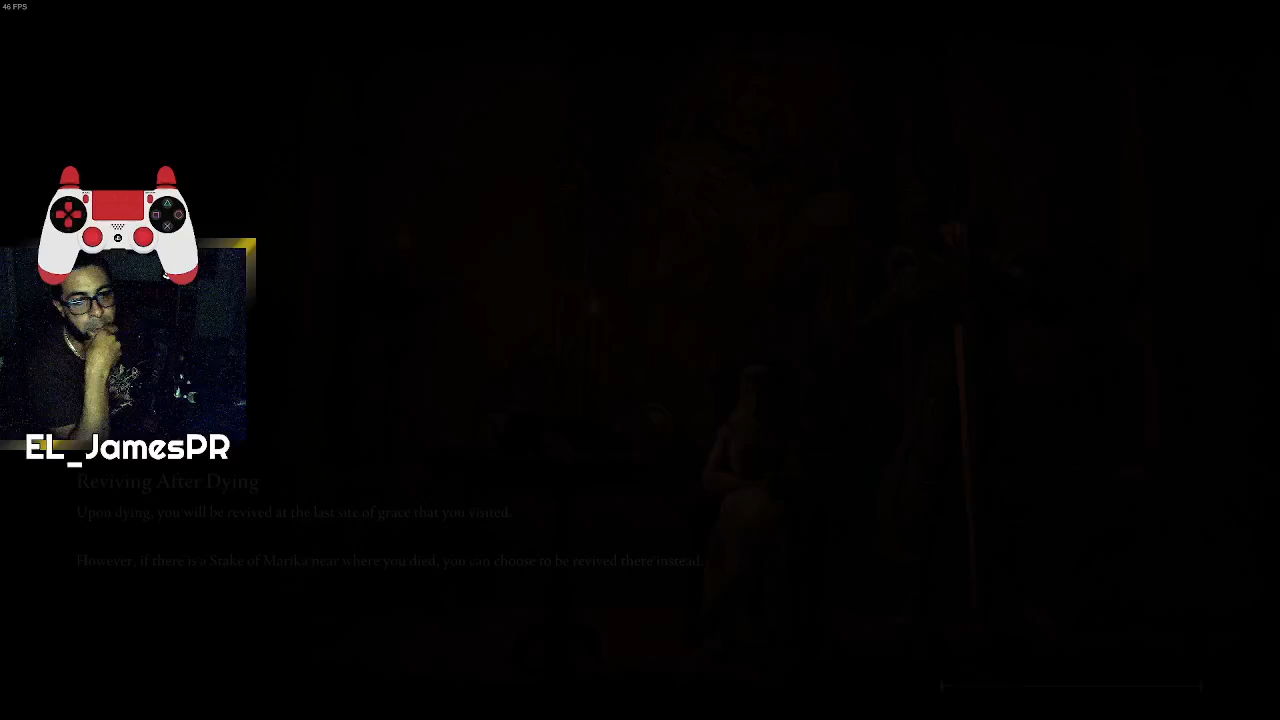 46 FPS
EL_JamesPR
Reviving After Dying
Upon dying, you will be revived at the last site of grace that you visited.
However, if there is a Stake of Marika near where you died, you can choose to be revived there instead.